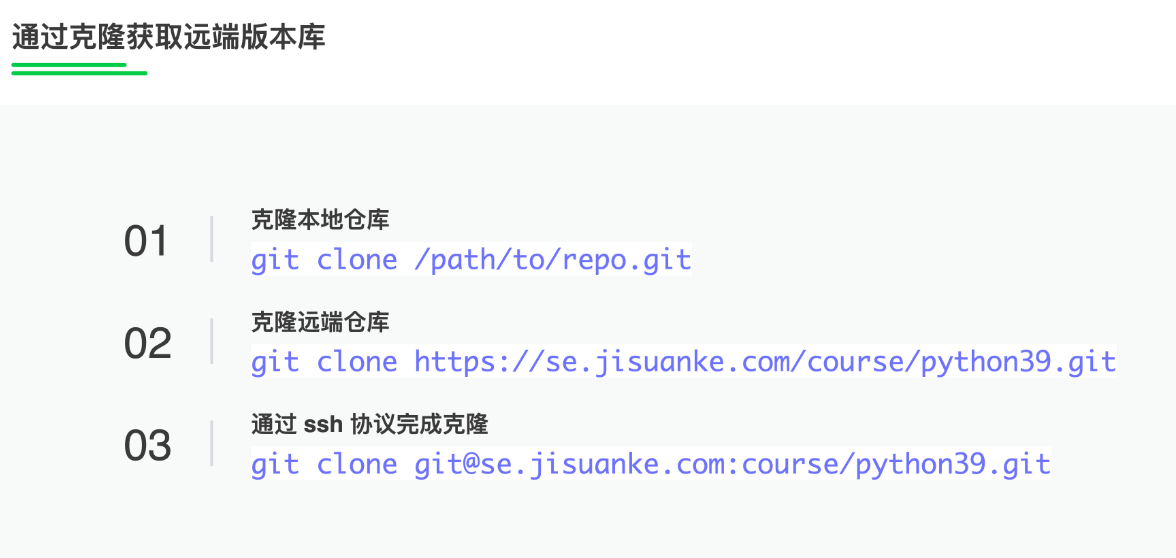 通过克隆获取远端版本库
01
克隆本地仓库
git clone /path/to/repo.git
02
克隆远端仓库
git clone https://se.jisuanke.com/course/python39.git
03
通过 ssh 协议完成克隆
git clone git@se.jisuanke.com:course/python39.git